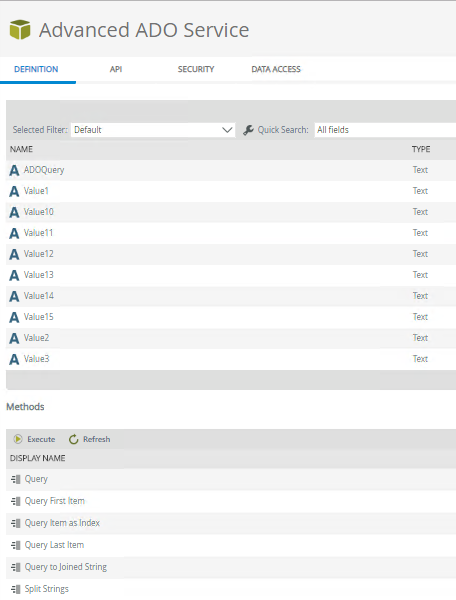 Advanced ADO Service
DEFINITION API SECURITY DATA ACCESS
Selected Filter: Default Quick Search: All fields
NAME TYPE
ADOQuery Text
Value1 Text
Value10 Text
Value11 Text
Value12 Text
Value13 Text
Value14 Text
Value15 Text
Value2 Text
Value3 Text
Methods
Execute Refresh
DISPLAY NAME
Query
Query First Item
Query Item as Index
Query Last Item
Query to Joined String
Split Strings